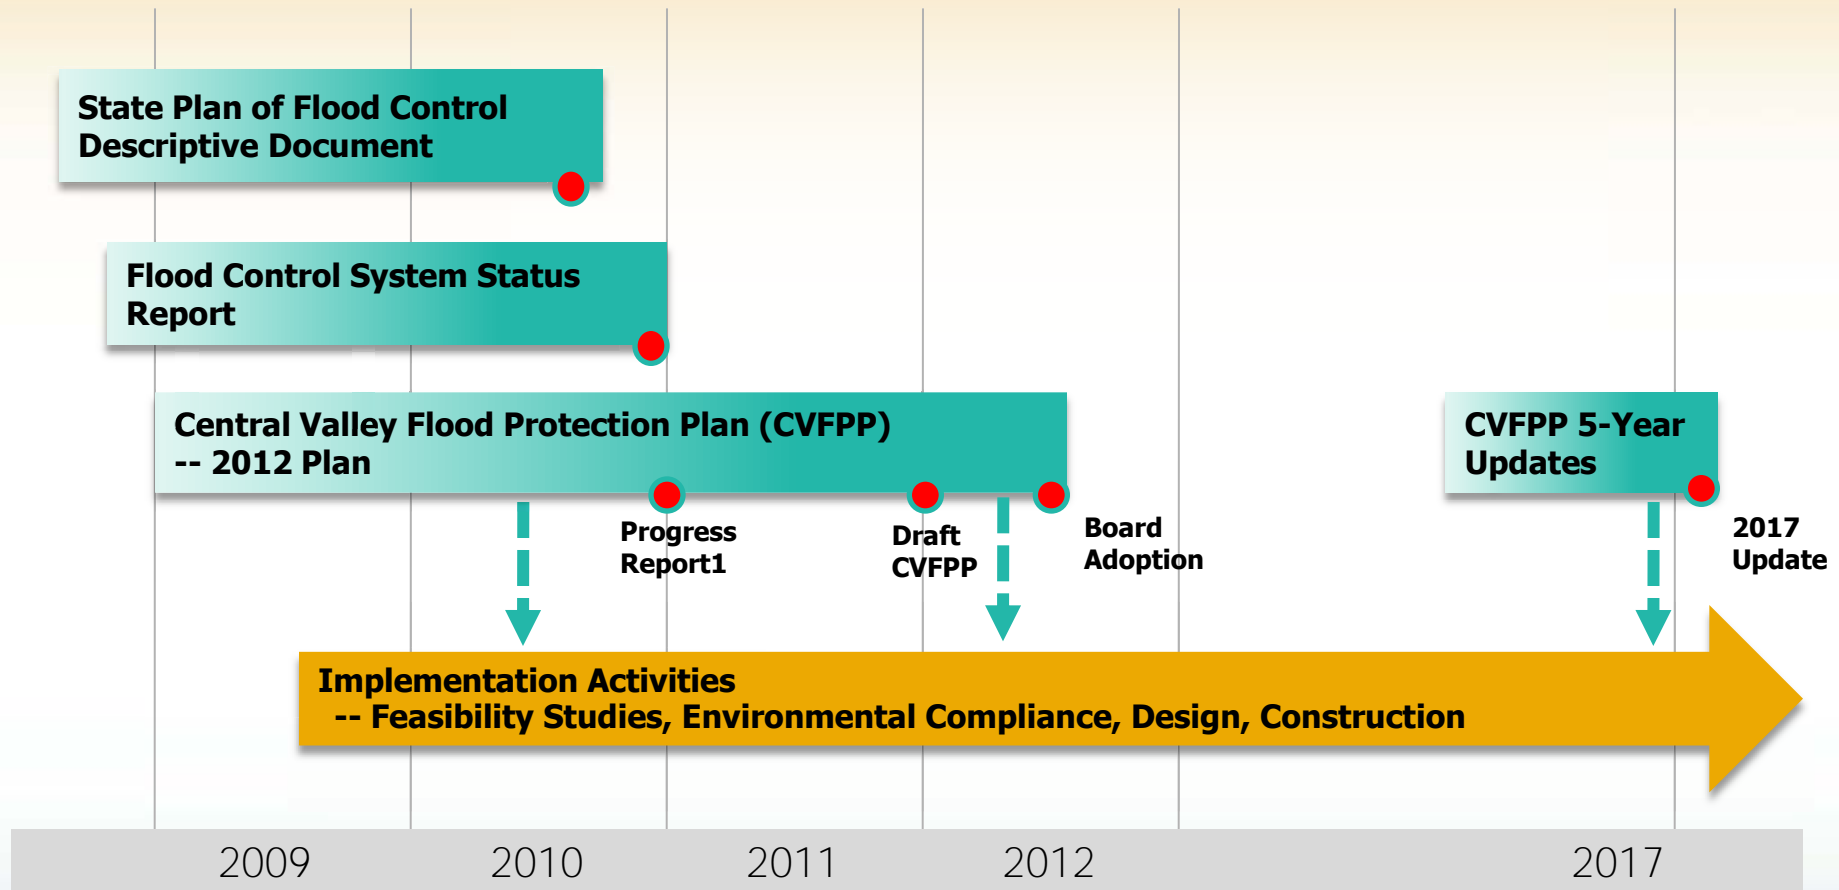 State Plan of Flood Control
Descriptive Document
Flood Control System Status
Report
Central Valley Flood Protection Plan (CVFPP)
-- 2012 Plan
CVFPP 5-Year
Updates
Progress
Report1
Draft
CVFPP
Board
Adoption
2017
Update
Implementation Activities
-- Feasibility Studies, Environmental Compliance, Design, Construction
2009
2010
2011
2012
2017